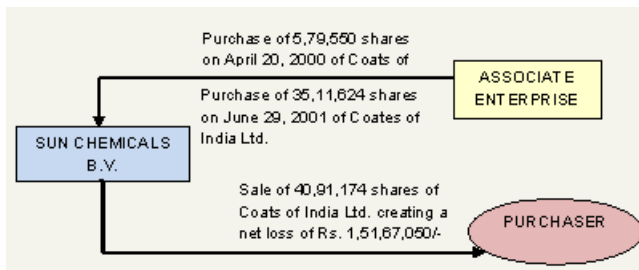 Purchase of 5,79,550 shares
on April 20, 2000 of Coats of
ASSOCIATE
ENTERPRISE
Purchase of 35,11,624 shares
on June 29, 2001 of Coates of
India Ltd.
SUN CHEMICALS
B.V.
Sale of 40,91,174 shares of
Coats of India Ltd. creating a
net loss of Rs. 1,51,67,050/-
PURCHASER